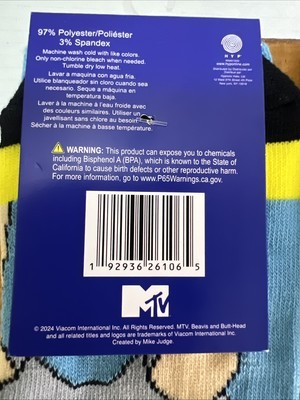 97% Polyester/Poliéster
3% Spandex
Machine wash cold with like colors.
Only non-chlorine bleach when needed.
Tumble dry low heat.
Lavar a maquina con agua fria.
Utilice blanqueador sin cloro cuando sea
necesario. Seque a máquina en
temperatura baja.
Laver à la machine à l'eau froide avec
des couleurs similaires. Utiliser un
javellisant sans chlore au besoin
Sécher à la machine à basse température.
HYP
WARNING: This product can expose you to chemicals
including Bisphenol A (BPA), which is known to the State of
California to cause birth defects or other reproductive harm.
For more information, go to www.P65Warnings.ca.gov.
1 92936 26106 5
MTV
© 2024 Viacom International Inc. All Rights Reserved. MTV, Beavis and Butt-Head
and all related titles and logos are trademarks of Viacom International Inc.
Created by Mike Judge.